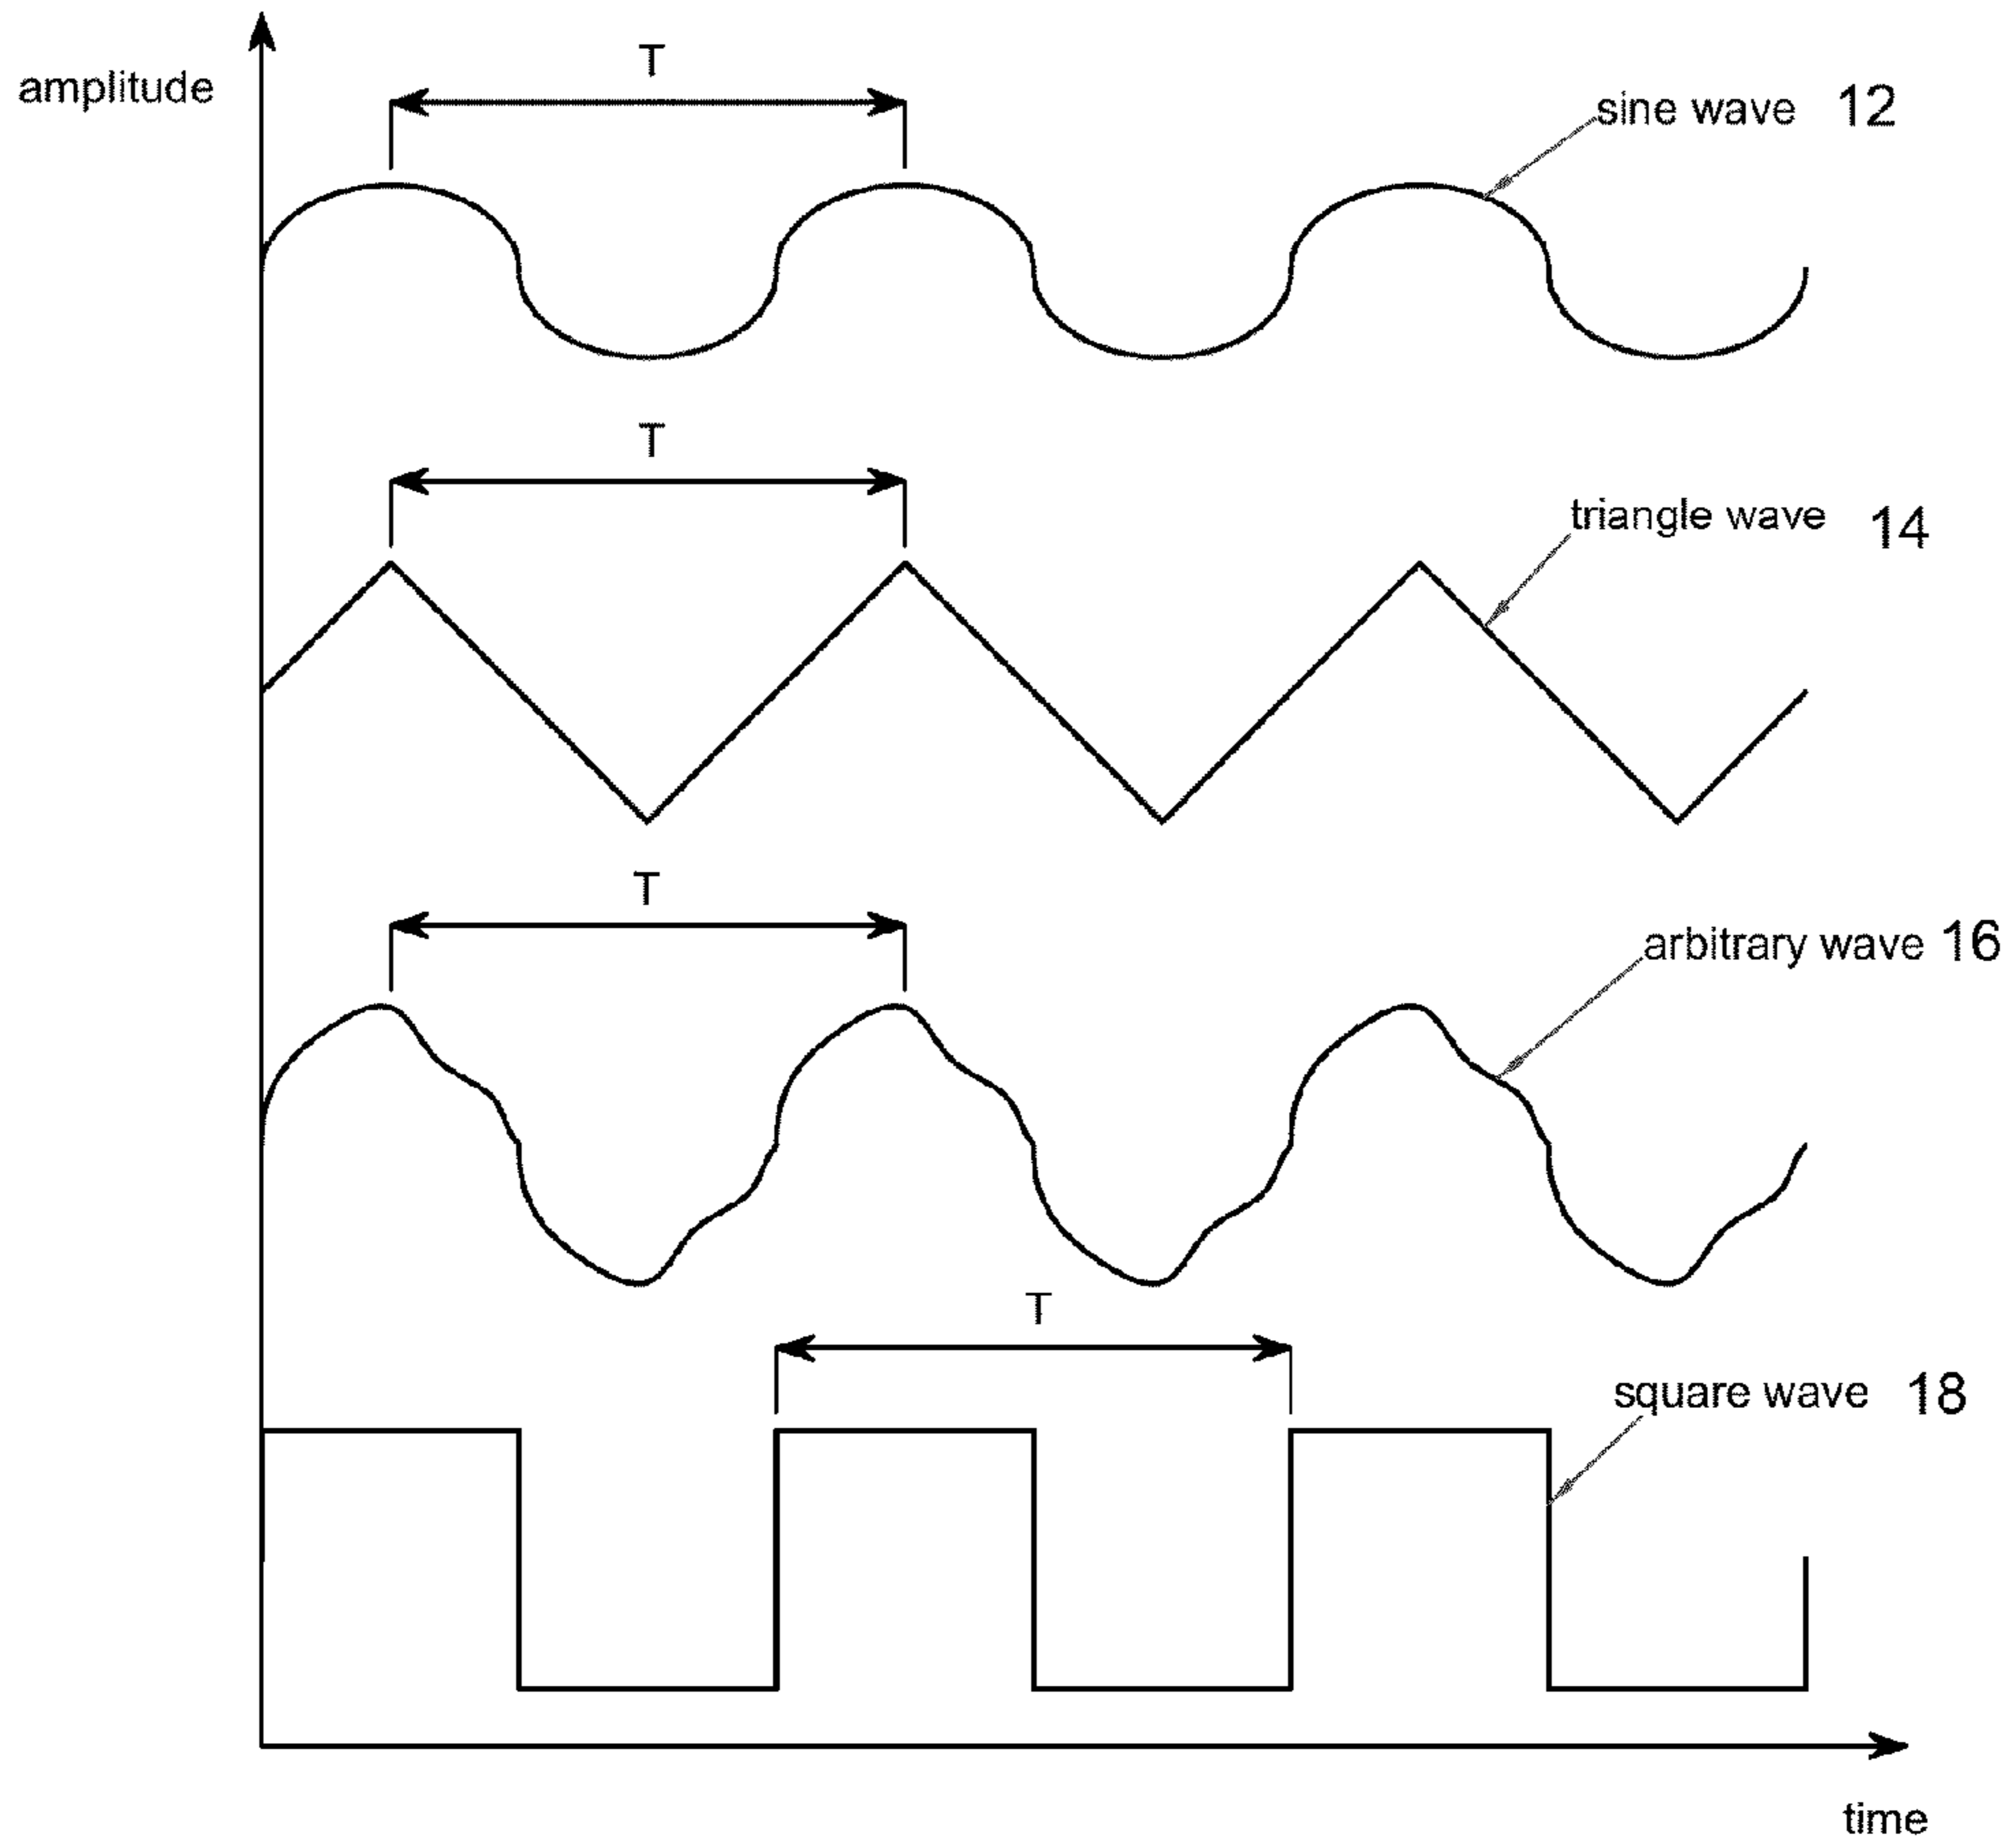 T
amplitude
sine wave 12
T
triangle wave 14
T
arbitrary wave 16
T
square wave 18
time